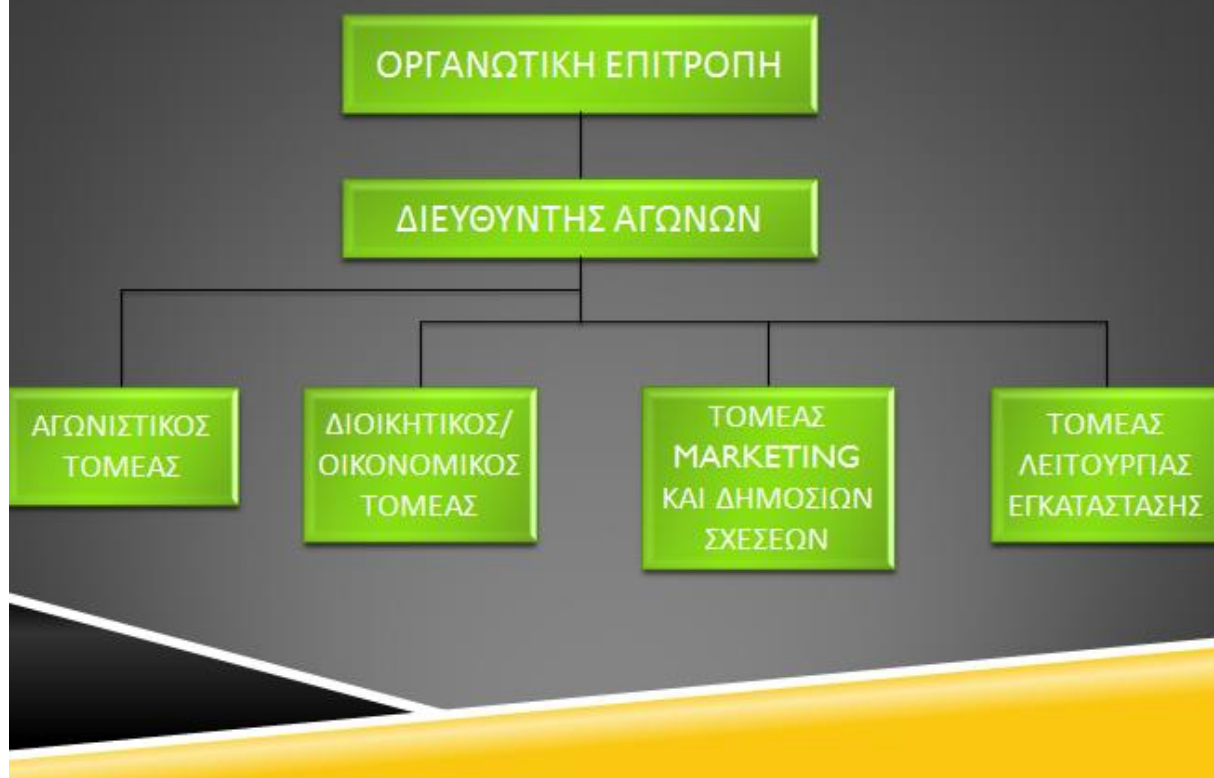 ΟΡΓΑΝΩΤΙΚΗ ΕΠΙΤΡΟΠΗ
ΔΙΕΥΘΥΝΤΗΣ ΑΓΩΝΩΝ
ΑΓΩΝΙΣΤΙΚΟΣ
ΤΟΜΕΑΣ
ΔΙΟΙΚΗΤΙΚΟΣ/
ΟΙΚΟΝΟΜΙΚΟΣ
ΤΟΜΕΑΣ
ΤΟΜΕΑΣ
MARKETING
ΚΑΙ ΔΗΜΟΣΙΩΝ
ΣΧΕΣΕΩΝ
ΤΟΜΕΑΣ
ΛΕΙΤΟΥΡΓΙΑΣ
ΕΓΚΑΤΑΣΤΑΣΗΣ